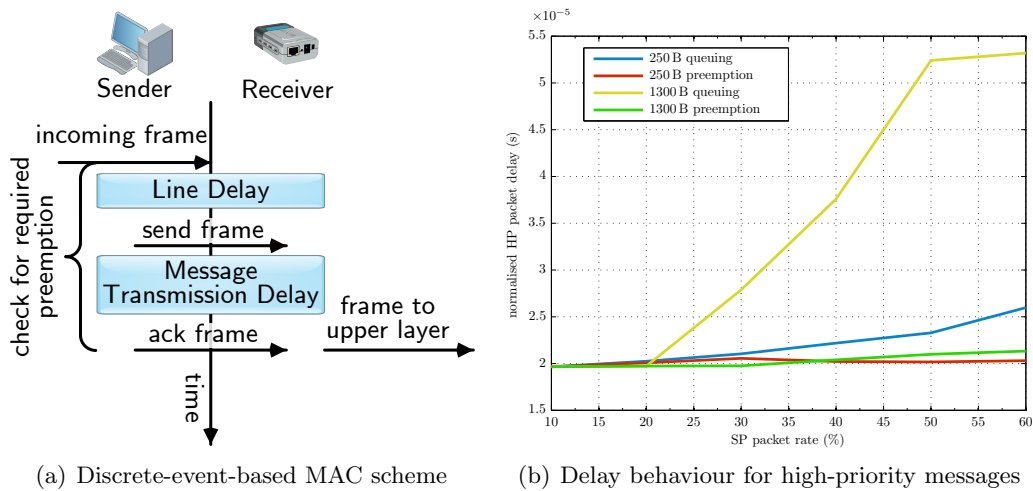 Sender Receiver
incoming frame
check for required
preemption
Line Delay
send frame
Message
Transmission Delay
ack frame
frame to
upper layer
time
(a) Discrete-event-based MAC scheme
×10⁻⁵
5.5
5
4.5
4
3.5
3
2.5
2
1.5
normalised HP packet delay (s)
250 B queuing
250 B preemption
1300 B queuing
1300 B preemption
10 15 20 25 30 35 40 45 50 55 60
SP packet rate (%)
(b) Delay behaviour for high-priority messages